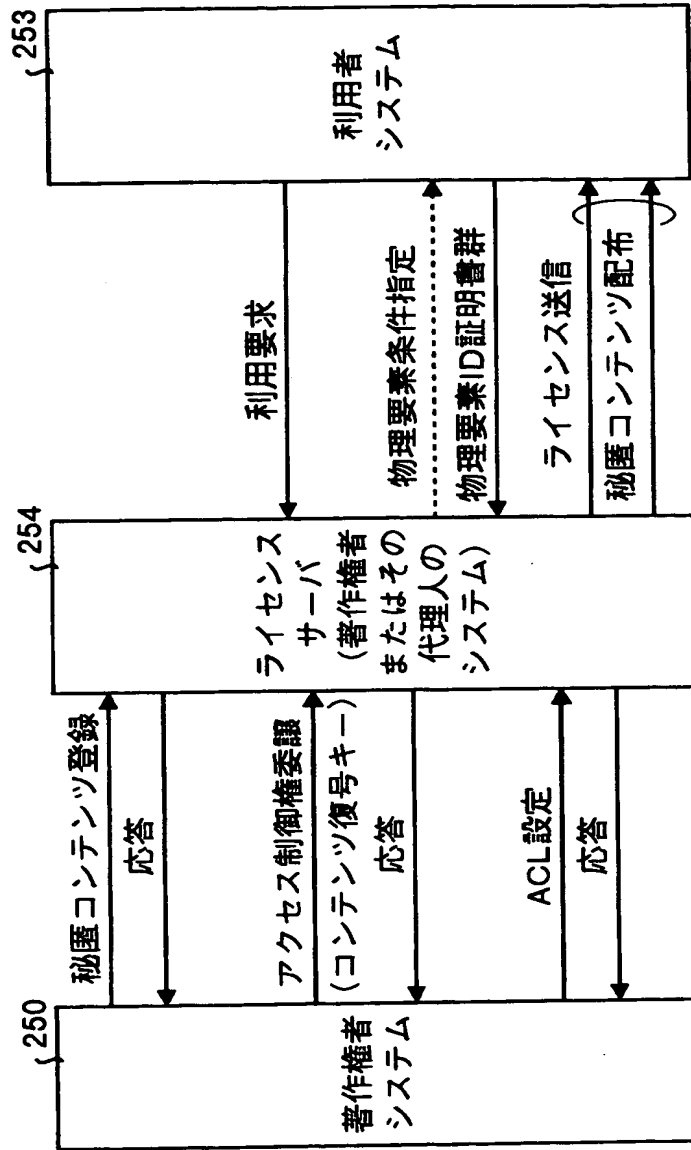 250
著作権者
システム
秘匿コンテンツ登録
応答
アクセス制御権委譲
(コンテンツ復号キー)
応答
ACL設定
応答
254
ライセンス
サーバ
(著作権者
またはその
代理人の
システム)
利用要求
物理要素条件指定
物理要素ID証明書群
ライセンス送信
秘匿コンテンツ配布
253
利用者
システム